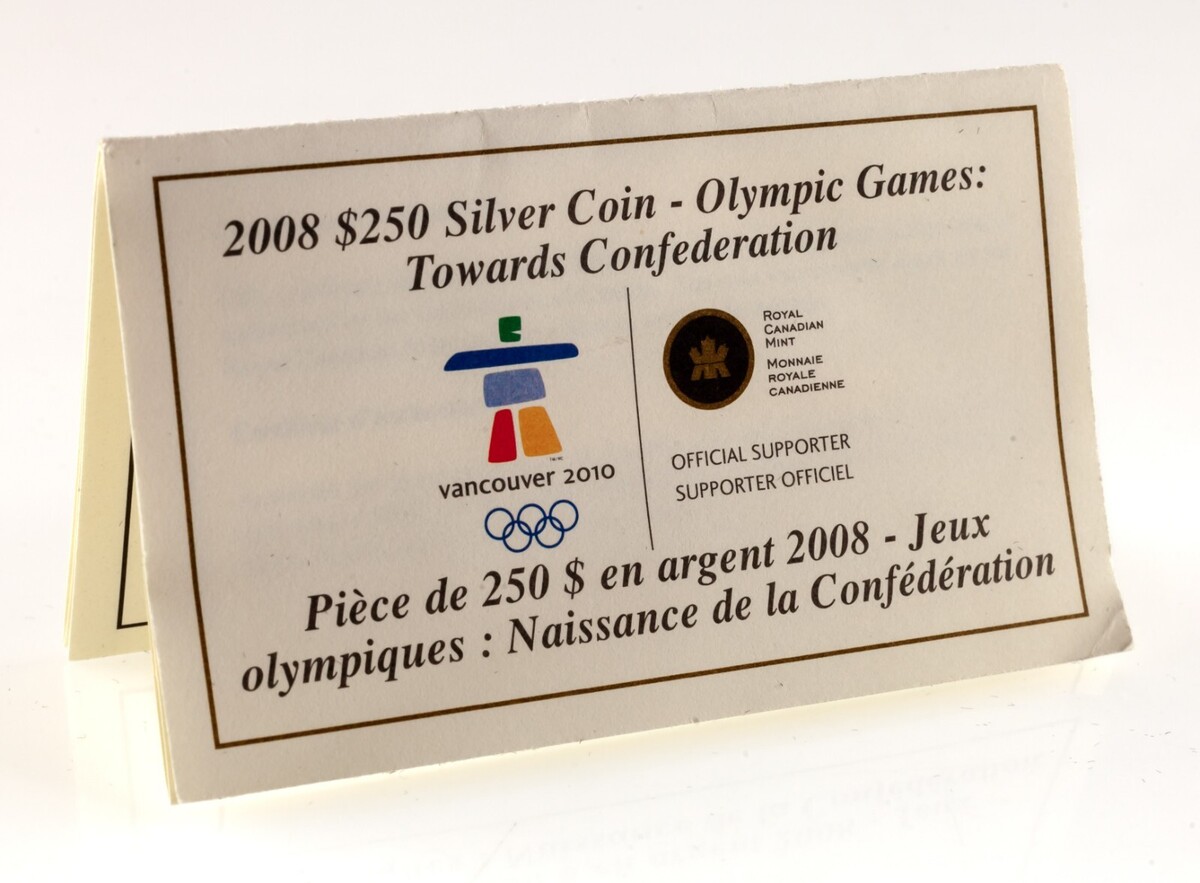 2008 $250 Silver Coin - Olympic Games:
Towards Confederation
vancouver 2010
ROYAL
CANADIAN
MINT
MONNAIE
ROYALE
CANADIENNE
OFFICIAL SUPPORTER
SUPPORTER OFFICIEL
Pièce de 250 $ en argent 2008 - Jeux
olympiques : Naissance de la Confédération